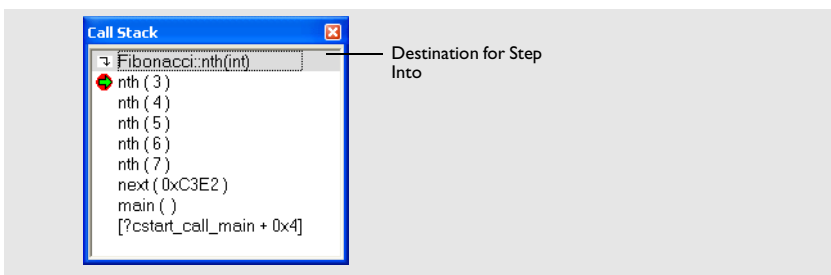 Call Stack
Fibonacci::nth(int)
nth ( 3 )
nth ( 4 )
nth ( 5 )
nth ( 6 )
nth ( 7 )
next ( 0xC3E2 )
main ( )
[?cstart_call_main + 0x4]
Destination for Step
Into